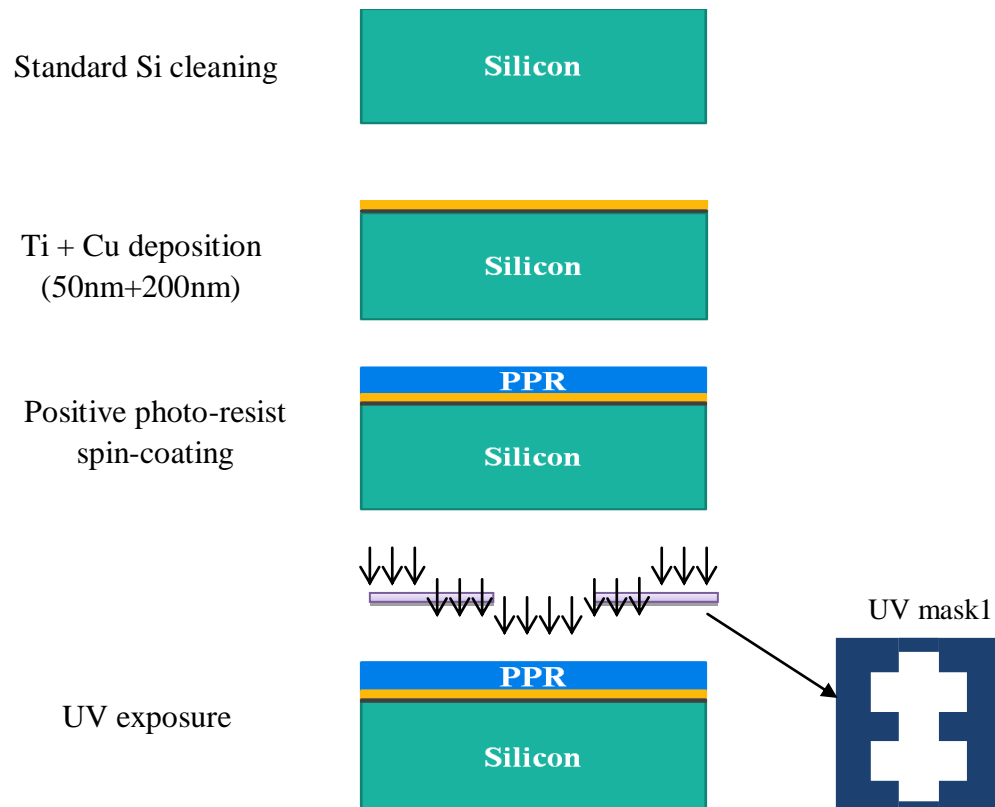 Standard Si cleaning
Silicon
Ti + Cu deposition
(50nm+200nm)
Silicon
Positive photo-resist
spin-coating
PPR
Silicon
UV mask1
UV exposure
PPR
Silicon